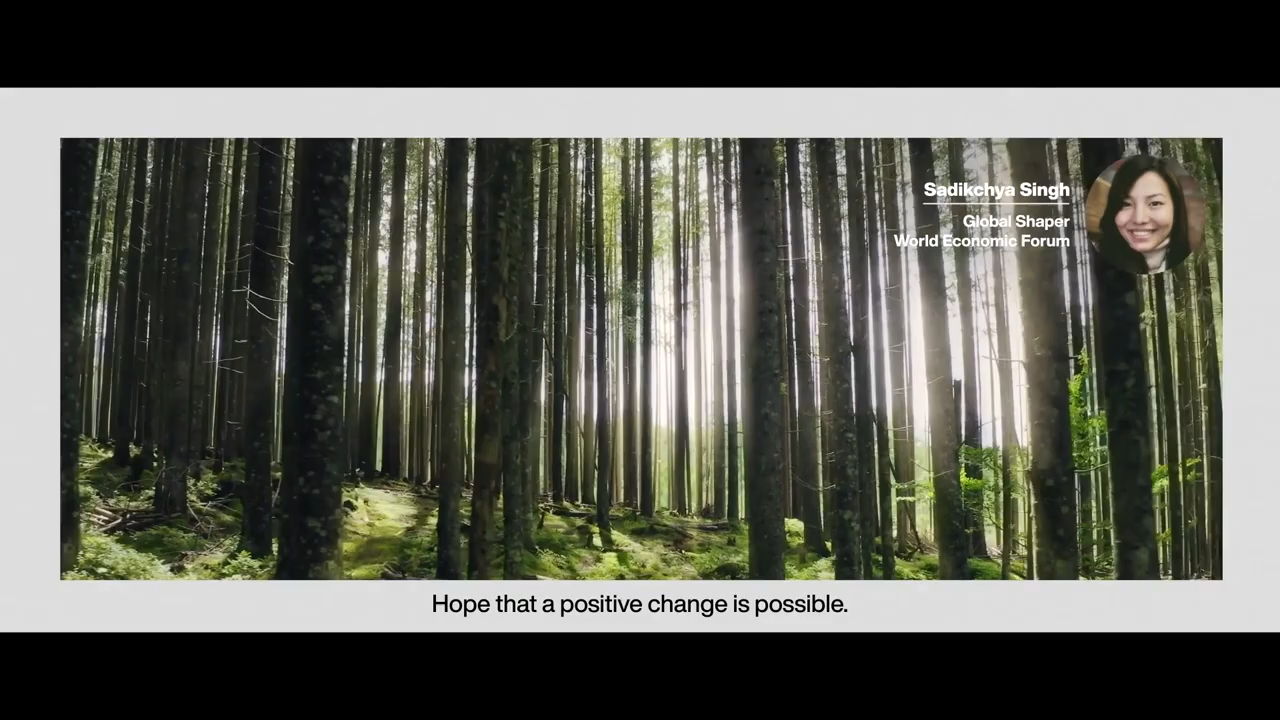 Sadikchya Singh
Global Shaper
World Economic Forum
Hope that a positive change is possible.